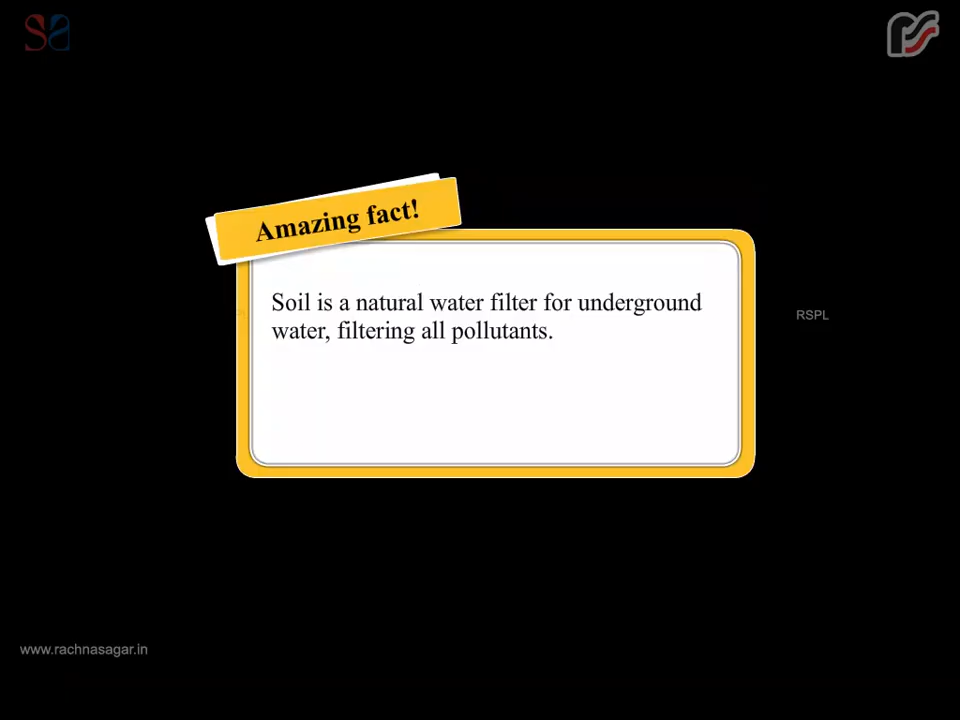 Amazing fact!
Soil is a natural water filter for underground
water, filtering all pollutants.
RSPL
www.rachnasagar.in